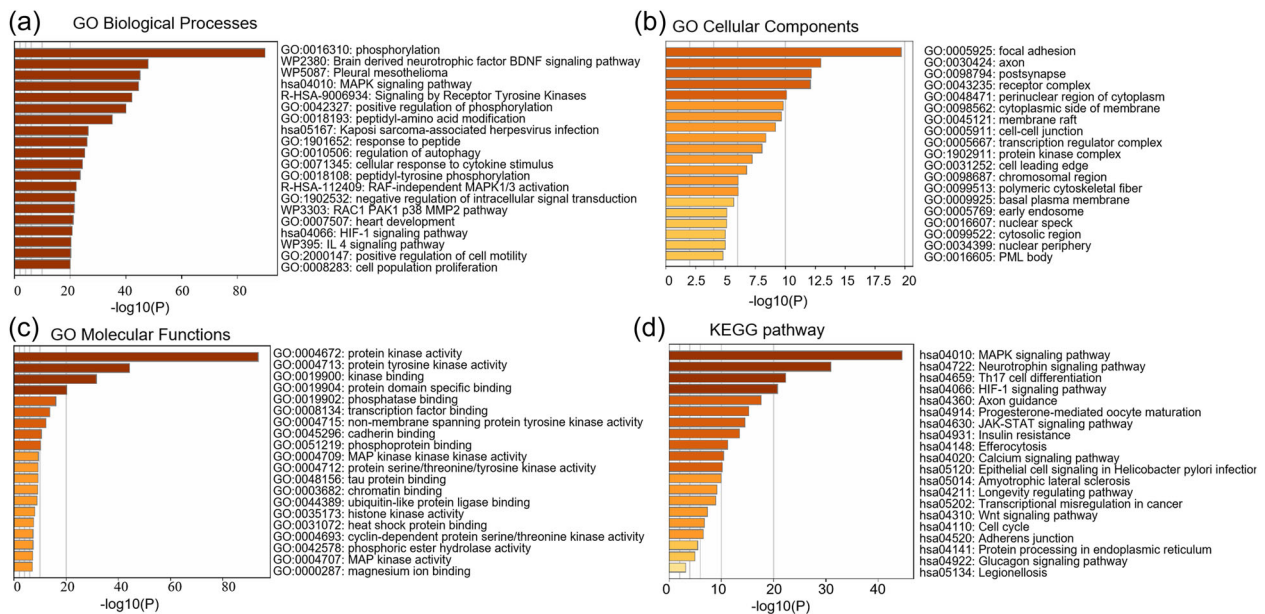 (a)
GO Biological Processes
GO:0016310: phosphorylation
WP2380: Brain derived neurotrophic factor BDNF signaling pathway
WP5087: Pleural mesothelioma
hsa04010: MAPK signaling pathway
R-HSA-9006934: Signaling by Receptor Tyrosine Kinases
GO:0042327: positive regulation of phosphorylation
GO:0018193: peptidyl-amino acid modification
hsa05167: Kaposi sarcoma-associated herpesvirus infection
GO:1901652: response to peptide
GO:0010506: regulation of autophagy
GO:0071345: cellular response to cytokine stimulus
GO:0018108: peptidyl-tyrosine phosphorylation
R-HSA-112409: RAF-independent MAPK1/3 activation
GO:1902532: negative regulation of intracellular signal transduction
WP3303: RAC1 PAK1 p38 MMP2 pathway
GO:0007507: heart development
hsa04066: HIF-1 signaling pathway
WP395: IL 4 signaling pathway
GO:2000147: positive regulation of cell motility
GO:0008283: cell population proliferation
0 20 40 60 80
-log10(P)
(b)
GO Cellular Components
GO:0005925: focal adhesion
GO:0030424: axon
GO:0098794: postsynapse
GO:0043235: receptor complex
GO:0048471: perinuclear region of cytoplasm
GO:0098562: cytoplasmic side of membrane
GO:0045121: membrane raft
GO:0005911: cell-cell junction
GO:0005667: transcription regulator complex
GO:1902911: protein kinase complex
GO:0031252: cell leading edge
GO:0098687: chromosomal region
GO:0099513: polymeric cytoskeletal fiber
GO:0009925: basal plasma membrane
GO:0005769: early endosome
GO:0016607: nuclear speck
GO:0099522: cytosolic region
GO:0034399: nuclear periphery
GO:0016605: PML body
0 2.5 5 7.5 10 12.5 15 17.5 20
-log10(P)
(c)
GO Molecular Functions
GO:0004672: protein kinase activity
GO:0004713: protein tyrosine kinase activity
GO:0019900: kinase binding
GO:0019904: protein domain specific binding
GO:0019902: phosphatase binding
GO:0008134: transcription factor binding
GO:0004715: non-membrane spanning protein tyrosine kinase activity
GO:0045296: cadherin binding
GO:0051219: phosphoprotein binding
GO:0004709: MAP kinase kinase kinase activity
GO:0004712: protein serine/threonine/tyrosine kinase activity
GO:0048156: tau protein binding
GO:0003682: chromatin binding
GO:0044389: ubiquitin-like protein ligase binding
GO:0035173: histone kinase activity
GO:0031072: heat shock protein binding
GO:0004693: cyclin-dependent protein serine/threonine kinase activity
GO:0042578: phosphoric ester hydrolase activity
GO:0004707: MAP kinase activity
GO:0000287: magnesium ion binding
0 20 40 60 80
-log10(P)
(d)
KEGG pathway
hsa04010: MAPK signaling pathway
hsa04722: Neurotrophin signaling pathway
hsa04659: Th17 cell differentiation
hsa04066: HIF-1 signaling pathway
hsa04360: Axon guidance
hsa04914: Progesterone-mediated oocyte maturation
hsa04630: JAK-STAT signaling pathway
hsa04931: Insulin resistance
hsa04148: Efferocytosis
hsa04020: Calcium signaling pathway
hsa05120: Epithelial cell signaling in Helicobacter pylori infection
hsa05014: Amyotrophic lateral sclerosis
hsa04211: Longevity regulating pathway
hsa05202: Transcriptional misregulation in cancer
hsa04310: Wnt signaling pathway
hsa04110: Cell cycle
hsa04520: Adherens junction
hsa04141: Protein processing in endoplasmic reticulum
hsa04922: Glucagon signaling pathway
hsa05134: Legionellosis
0 10 20 30 40
-log10(P)